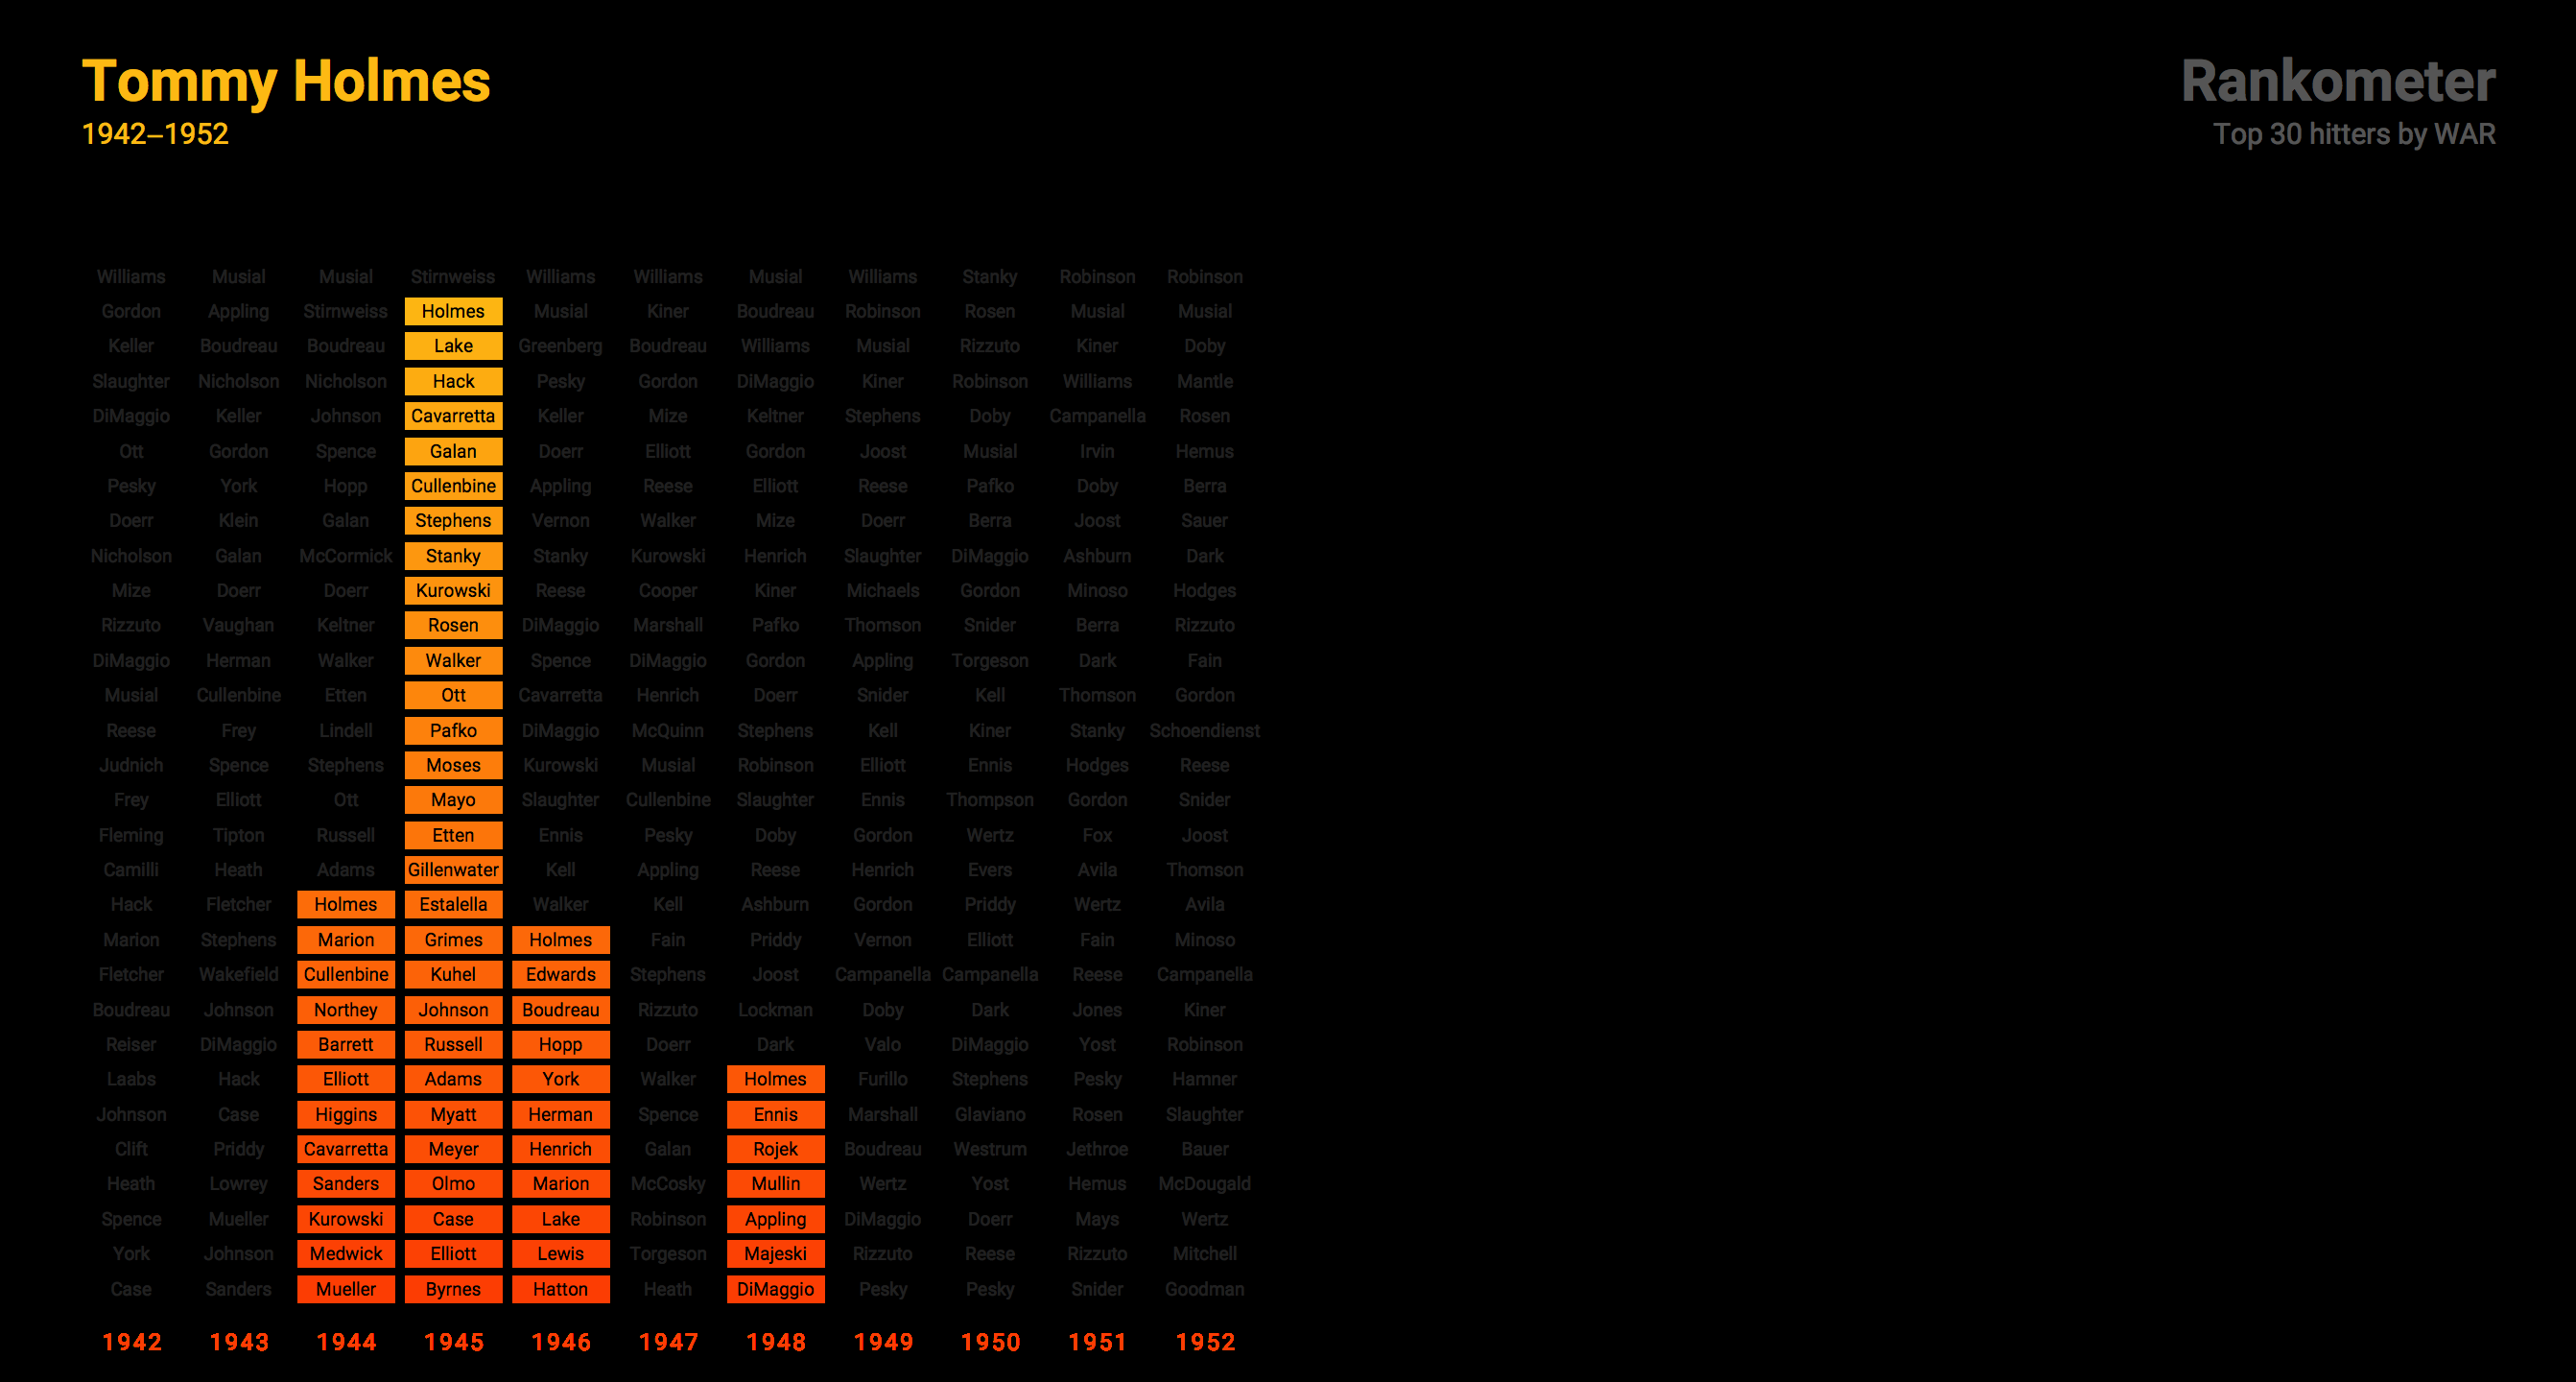 Tommy Holmes
1942–1952
Rankometer
Top 30 hitters by WAR
Williams Musial Musial Stirnweiss Williams Williams Musial Williams Stanky Robinson Robinson
Gordon Appling Stirnweiss Holmes Musial Kiner Boudreau Robinson Rosen Musial Musial
Keller Boudreau Boudreau Lake Greenberg Boudreau Williams Musial Rizzuto Kiner Doby
Slaughter Nicholson Nicholson Hack Pesky Gordon DiMaggio Kiner Robinson Williams Mantle
DiMaggio Keller Johnson Cavarretta Keller Mize Keltner Stephens Doby Campanella Rosen
Ott Gordon Spence Galan Doerr Elliott Gordon Joost Musial Irvin Hemus
Pesky York Hopp Cullenbine Appling Reese Elliott Reese Pafko Doby Berra
Doerr Klein Galan Stephens Vernon Walker Mize Doerr Berra Joost Sauer
Nicholson Galan McCormick Stanky Stanky Kurowski Henrich Slaughter DiMaggio Ashburn Dark
Mize Doerr Doerr Kurowski Reese Cooper Kiner Michaels Gordon Minoso Hodges
Rizzuto Vaughan Keltner Rosen DiMaggio Marshall Pafko Thomson Snider Berra Rizzuto
DiMaggio Herman Walker Walker Spence DiMaggio Gordon Appling Torgeson Dark Fain
Musial Cullenbine Etten Ott Cavarretta Henrich Doerr Snider Kell Thomson Gordon
Reese Frey Lindell Pafko DiMaggio McQuinn Stephens Kell Kiner Stanky Schoendienst
Judnich Spence Stephens Moses Kurowski Musial Robinson Elliott Ennis Hodges Reese
Frey Elliott Ott Mayo Slaughter Cullenbine Slaughter Ennis Thompson Gordon Snider
Fleming Tipton Russell Etten Ennis Pesky Doby Gordon Wertz Fox Joost
Camilli Heath Adams Gillenwater Kell Appling Reese Henrich Evers Avila Thomson
Hack Fletcher Holmes Estalella Walker Kell Ashburn Gordon Priddy Wertz Avila
Marion Stephens Marion Grimes Holmes Fain Priddy Vernon Elliott Fain Minoso
Fletcher Wakefield Cullenbine Kuhel Edwards Stephens Joost Campanella Campanella Reese Campanella
Boudreau Johnson Northey Johnson Boudreau Rizzuto Lockman Doby Dark Jones Kiner
Reiser DiMaggio Barrett Russell Hopp Doerr Dark Valo DiMaggio Yost Robinson
Laabs Hack Elliott Adams York Walker Holmes Furillo Stephens Pesky Hamner
Johnson Case Higgins Myatt Herman Spence Ennis Marshall Glaviano Rosen Slaughter
Clift Priddy Cavarretta Meyer Henrich Galan Rojek Boudreau Westrum Jethroe Bauer
Heath Lowrey Sanders Olmo Marion McCosky Mullin Wertz Yost Hemus McDougald
Spence Mueller Kurowski Case Lake Robinson Appling DiMaggio Doerr Mays Wertz
York Johnson Medwick Elliott Lewis Torgeson Majeski Rizzuto Reese Rizzuto Mitchell
Case Sanders Mueller Byrnes Hatton Heath DiMaggio Pesky Pesky Snider Goodman
1942 1943 1944 1945 1946 1947 1948 1949 1950 1951 1952